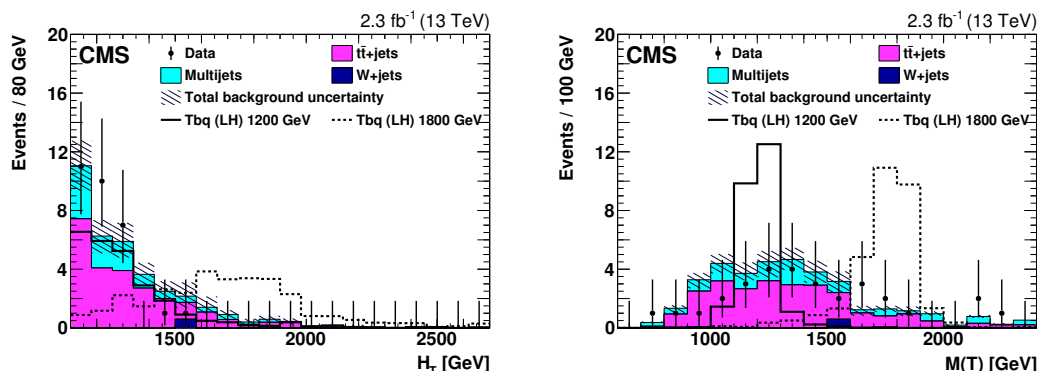 2.3 fb⁻¹ (13 TeV)
Events / 80 GeV
20
16
12
8
4
0
CMS
Data
tt̄+jets
Multijets
W+jets
Total background uncertainty
Tbq (LH) 1200 GeV
Tbq (LH) 1800 GeV
1500 2000 2500
H_T [GeV]
2.3 fb⁻¹ (13 TeV)
Events / 100 GeV
20
16
12
8
4
0
CMS
Data
tt̄+jets
Multijets
W+jets
Total background uncertainty
Tbq (LH) 1200 GeV
Tbq (LH) 1800 GeV
1000 1500 2000
M(T) [GeV]